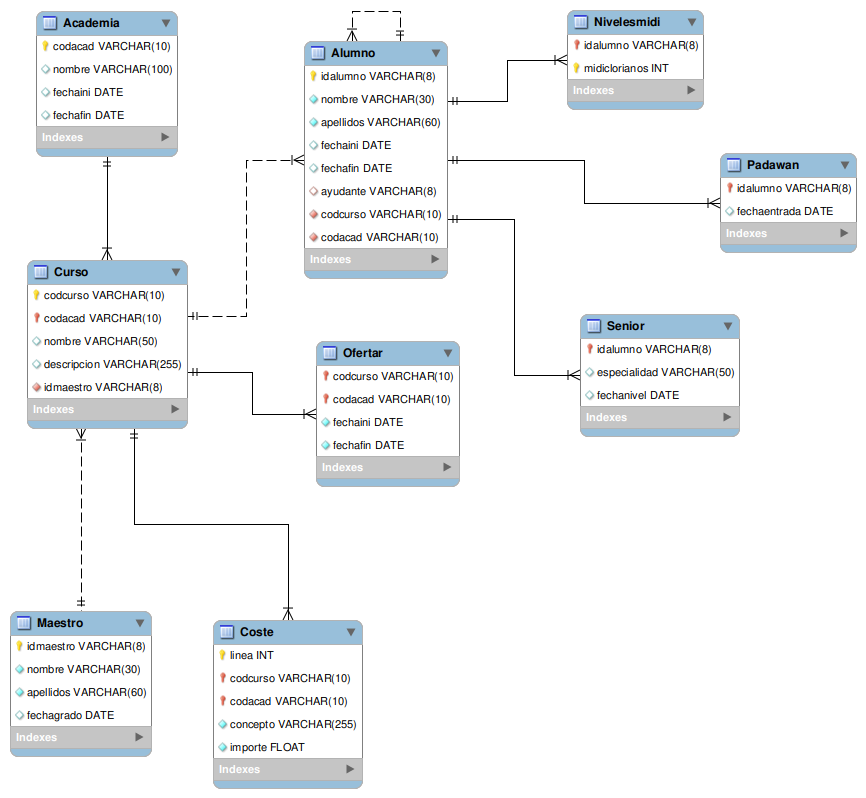 Academia
codacad VARCHAR(10)
nombre VARCHAR(100)
fechaini DATE
fechafin DATE
Indexes
Alumno
idalumno VARCHAR(8)
nombre VARCHAR(30)
apellidos VARCHAR(60)
fechaini DATE
fechafin DATE
ayudante VARCHAR(8)
codcurso VARCHAR(10)
codacad VARCHAR(10)
Indexes
Nivelesmidi
idalumno VARCHAR(8)
midiclorianos INT
Indexes
Padawan
idalumno VARCHAR(8)
fechaentrada DATE
Indexes
Curso
codcurso VARCHAR(10)
codacad VARCHAR(10)
nombre VARCHAR(50)
descripcion VARCHAR(255)
idmaestro VARCHAR(8)
Indexes
Ofertar
codcurso VARCHAR(10)
codacad VARCHAR(10)
fechaini DATE
fechafin DATE
Indexes
Senior
idalumno VARCHAR(8)
especialidad VARCHAR(50)
fechanivel DATE
Indexes
Maestro
idmaestro VARCHAR(8)
nombre VARCHAR(30)
apellidos VARCHAR(60)
fechagrado DATE
Indexes
Coste
linea INT
codcurso VARCHAR(10)
codacad VARCHAR(10)
concepto VARCHAR(255)
importe FLOAT
Indexes